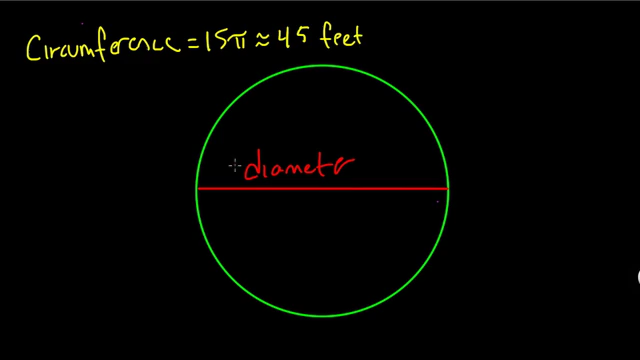 Circumference = 15π ≈ 45 feet
diameter